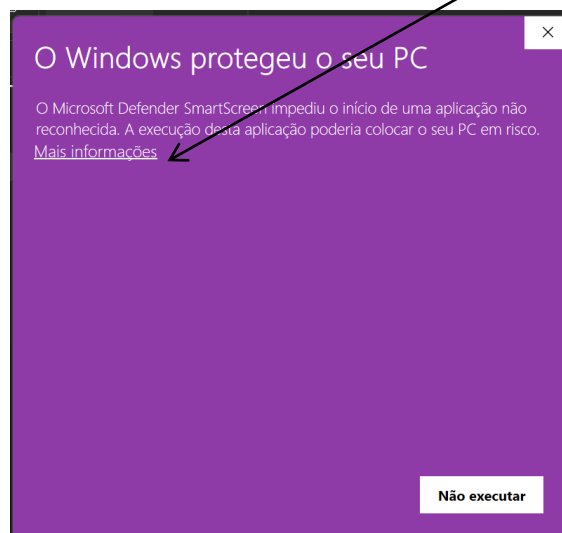 O Windows protegeu o seu PC
O Microsoft Defender SmartScreen impediu o início de uma aplicação não
reconhecida. A execução desta aplicação poderia colocar o seu PC em risco.
Mais informações
Não executar